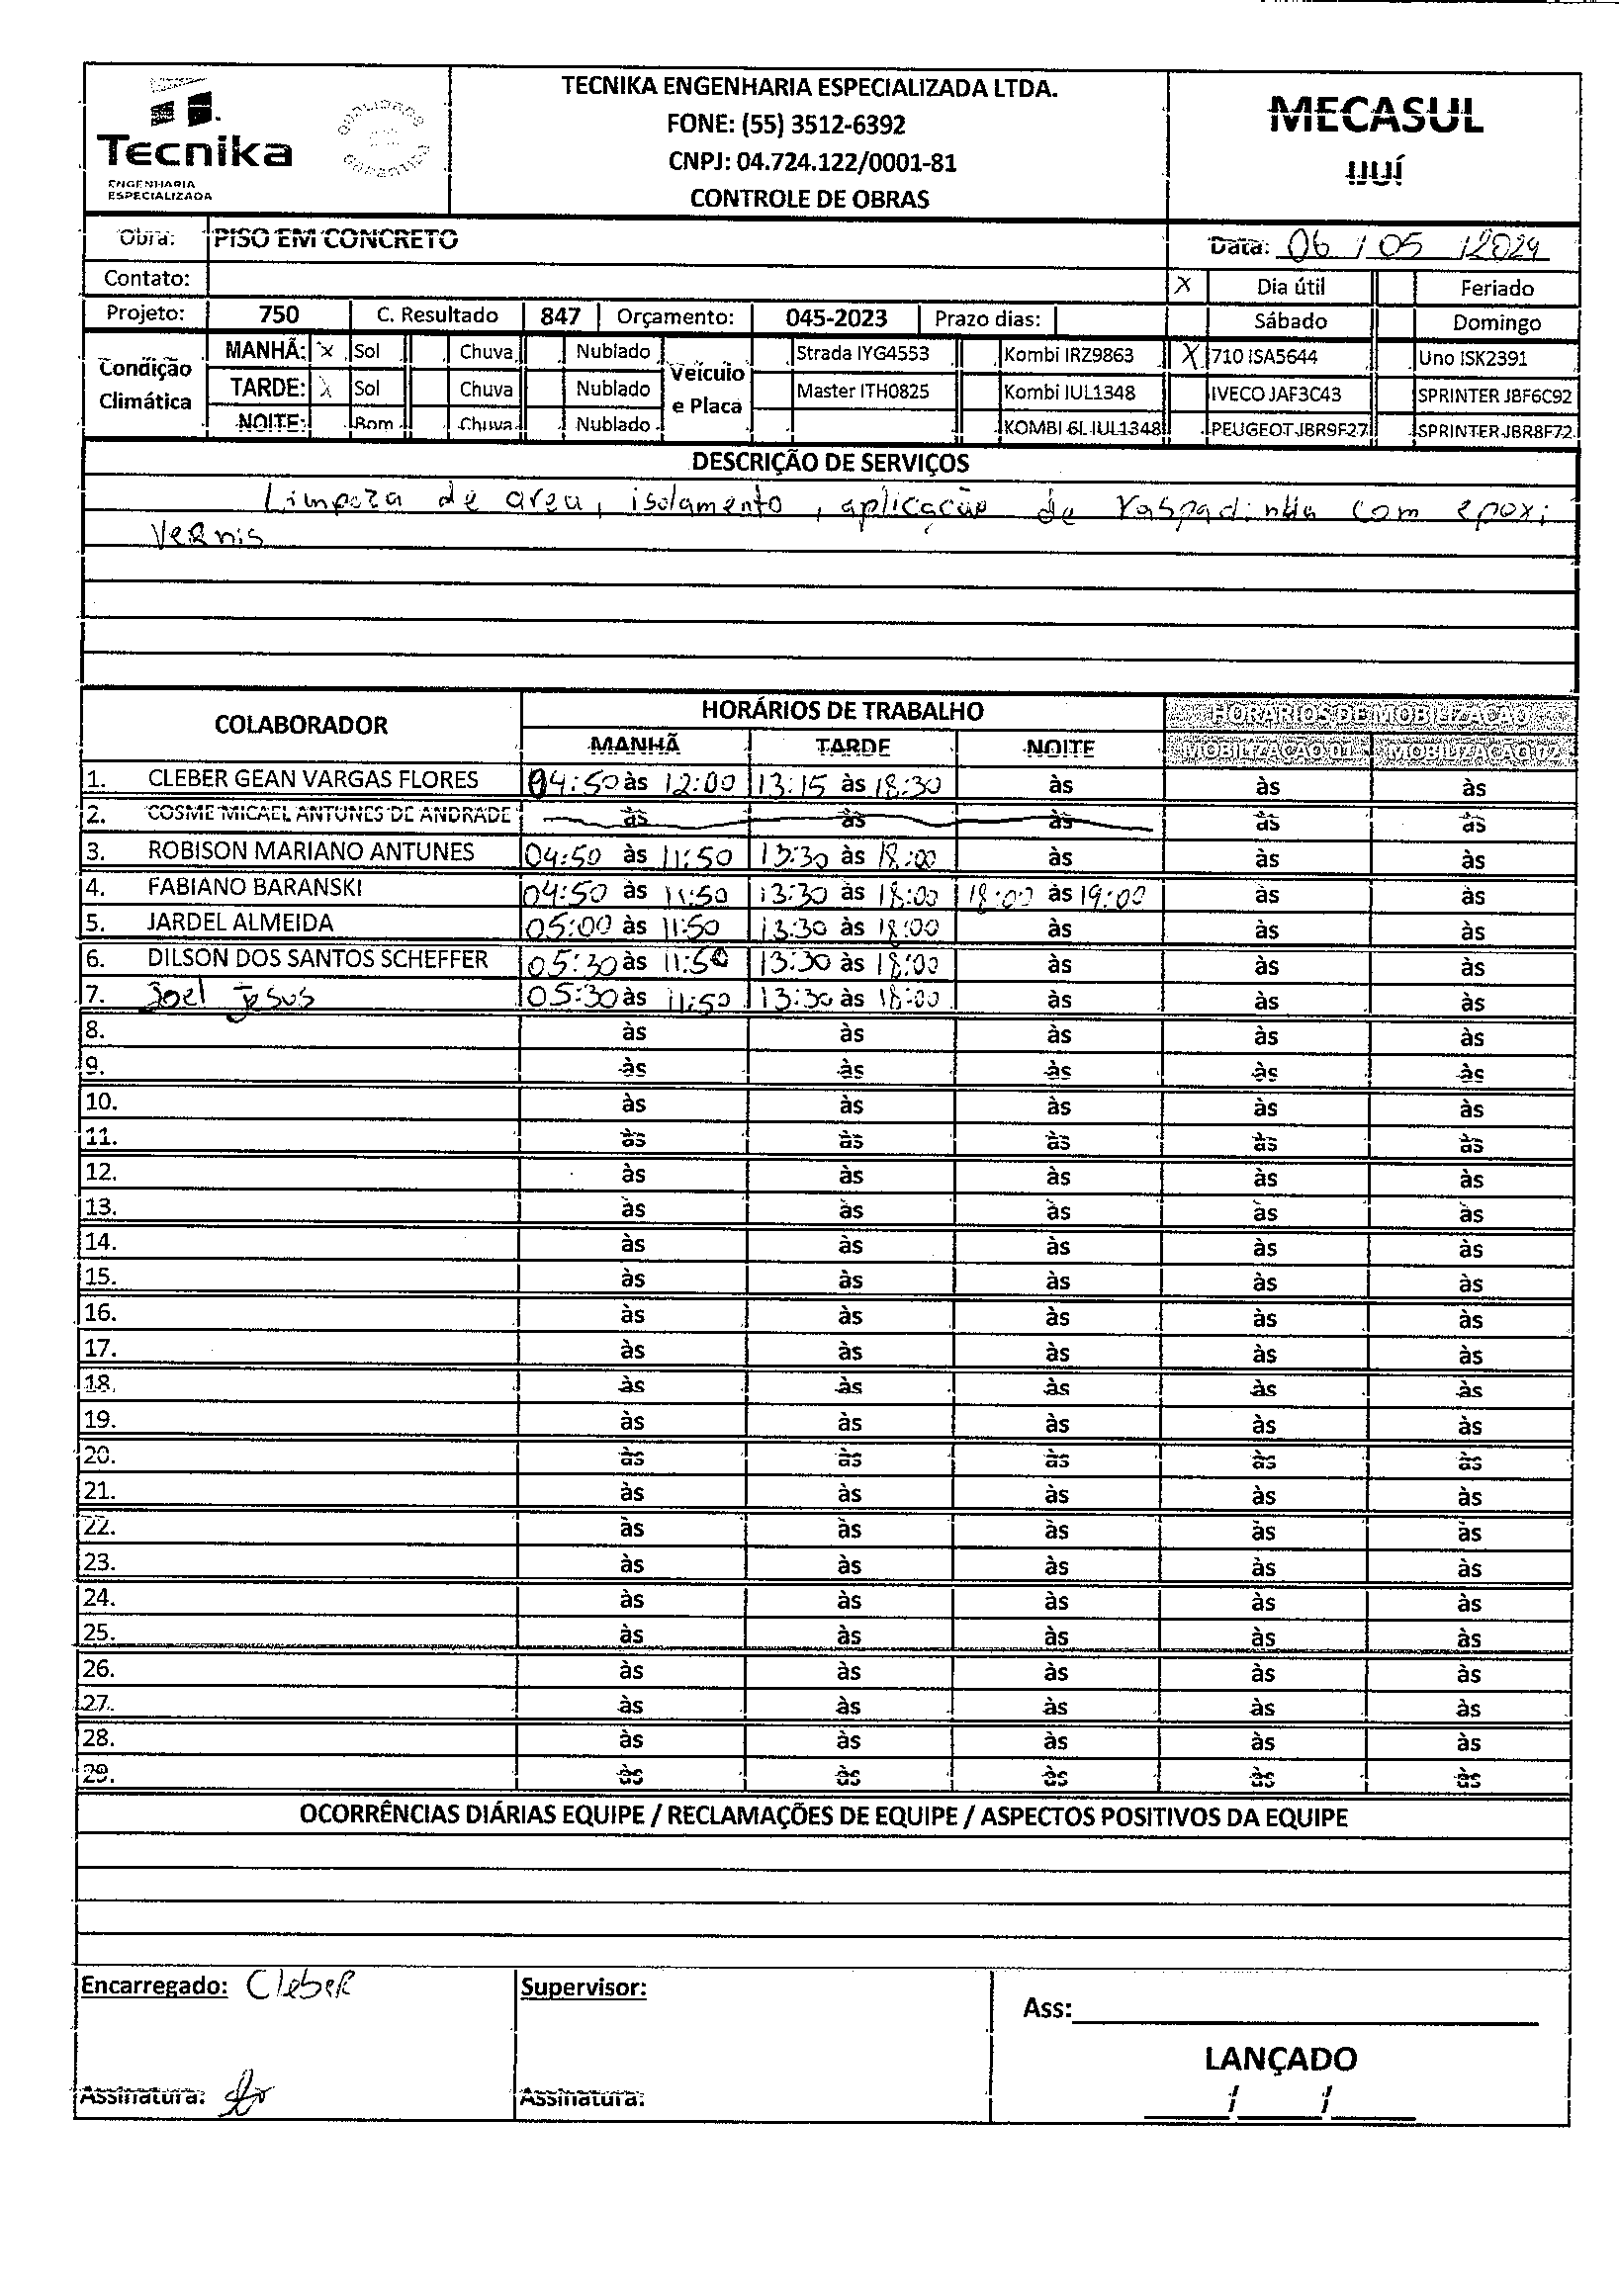 Tecnika
ENGENHARIA
ESPECIALIZADA
QUALIDADE
GARANTIDA
TECNIKA ENGENHARIA ESPECIALIZADA LTDA.
FONE: (55) 3512-6392
CNPJ: 04.724.122/0001-81
CONTROLE DE OBRAS
MECASUL
IJUÍ
Obra: PISO EM CONCRETO Data: 06 / 05 / 2024
Contato: X Dia útil Feriado
Projeto: 750 C. Resultado 847 Orçamento: 045-2023 Prazo dias: Sábado Domingo
Condição Climática
MANHÃ: X Sol Chuva Nublado
TARDE: X Sol Chuva Nublado
NOITE: Bom Chuva Nublado
Veículo e Placa
Strada IYG4553 Kombi IRZ9863 X 710 ISA5644 Uno ISK2391
Master ITH0825 Kombi IUL1348 IVECO JAF3C43 SPRINTER JBF6C92
KOMBI 6L IUL1348 PEUGEOT JBR9F27 SPRINTER JBR8F72
DESCRIÇÃO DE SERVIÇOS
Limpeza de area, isolamento, aplicação de raspadinha com epoxi
Vernis
COLABORADOR HORÁRIOS DE TRABALHO HORÁRIOS DE MOBILIZAÇÃO
MANHÃ TARDE NOITE MOBILIZAÇÃO 01 MOBILIZAÇÃO 02
1. CLEBER GEAN VARGAS FLORES 04:50 às 12:00 13:15 às 18:30 às às às
2. COSME MICAEL ANTUNES DE ANDRADE às às às às às
3. ROBISON MARIANO ANTUNES 04:50 às 11:50 13:30 às 18:00 às às às
4. FABIANO BARANSKI 04:50 às 11:50 13:30 às 18:00 18:00 às 19:00 às às
5. JARDEL ALMEIDA 05:00 às 11:50 13:30 às 18:00 às às às
6. DILSON DOS SANTOS SCHEFFER 05:30 às 11:50 13:30 às 18:00 às às às
7. Joel Jesus 05:30 às 11:50 13:30 às 18:00 às às às
8. às às às às às
9. às às às às às
10. às às às às às
11. às às às às às
12. às às às às às
13. às às às às às
14. às às às às às
15. às às às às às
16. às às às às às
17. às às às às às
18. às às às às às
19. às às às às às
20. às às às às às
21. às às às às às
22. às às às às às
23. às às às às às
24. às às às às às
25. às às às às às
26. às às às às às
27. às às às às às
28. às às às às às
29. às às às às às
OCORRÊNCIAS DIÁRIAS EQUIPE / RECLAMAÇÕES DE EQUIPE / ASPECTOS POSITIVOS DA EQUIPE
Encarregado: Cleber Supervisor: Ass:
LANÇADO
Assinatura: Assinatura: / /